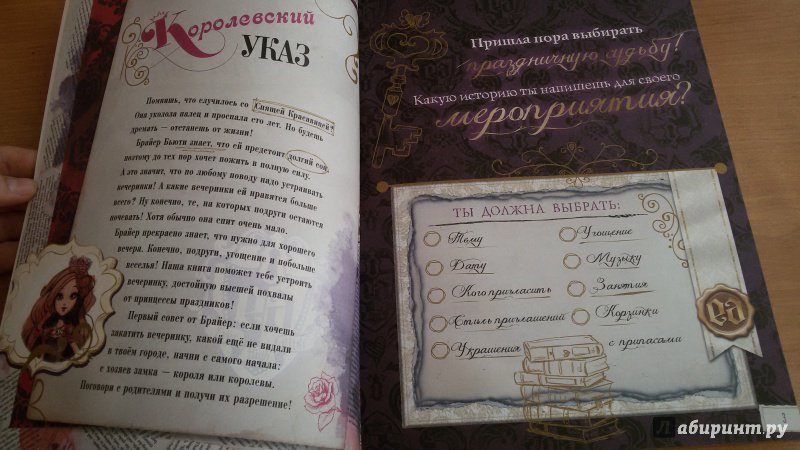 Королевский
УКАЗ
Помнишь, что случилось со Спящей Красавицей?
Она уколола палец и проспала сто лет. Но будешь
дремать – отстанешь от жизни!
Брайер Бьюти знает, что ей предстоит долгий сон,
поэтому до тех пор хочет пожить в полную силу.
А это значит, что по любому поводу надо устраивать
вечеринки! А какие вечеринки ей нравятся больше
всего? Ну конечно, те, на которых подруги остаются
ночевать! Хотя обычно она спит очень мало.
Брайер прекрасно знает, что нужно для хорошего
вечера. Конечно, подруги, угощение и побольше
веселья! Наша книга поможет тебе устроить
вечеринку, достойную высшей похвалы
от принцессы праздников!
Первый совет от Брайер: если хочешь
закатить вечеринку, какой ещё не видали
в твоём городе, начни с самого начала:
с хозяев замка – короля или королевы.
Поговори с родителями и получи их разрешение!
Пришла пора выбирать
праздничную судьбу!
Какую историю ты напишешь для своего
мероприятия?
ТЫ ДОЛЖНА ВЫБРАТЬ:
Тему
Дату
Кого пригласить
Стиль приглашений
Украшения
Угощение
Музыку
Занятия
Корзинки
с припасами
3
Лабиринт.ру